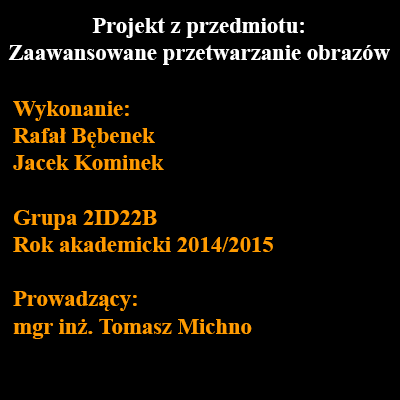 Projekt z przedmiotu:
Zaawansowane przetwarzanie obrazów
Wykonanie:
Rafał Bębenek
Jacek Kominek
Grupa 2ID22B
Rok akademicki 2014/2015
Prowadzący:
mgr inż. Tomasz Michno